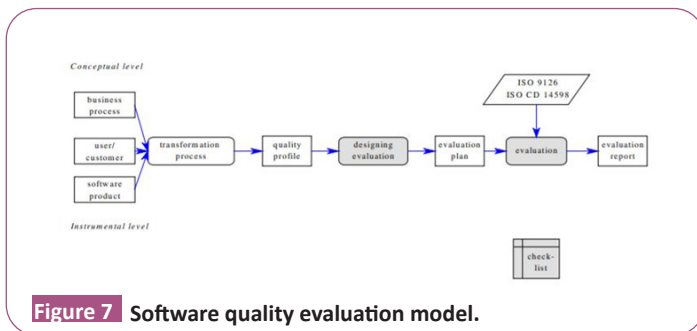 Conceptual level
business
process
user/
customer
software
product
Instrumental level
transformation
process
quality
profile
designing
evaluation
evaluation
plan
ISO 9126
ISO CD 14598
evaluation
evaluation
report
check-
list
Figure 7 Software quality evaluation model.